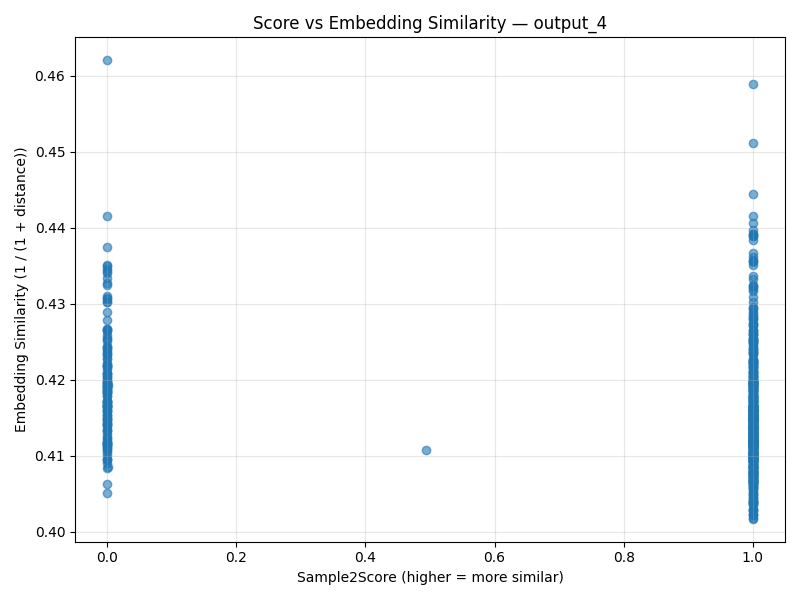 Score vs Embedding Similarity — output_4
Embedding Similarity (1 / (1 + distance))
0.46
0.45
0.44
0.43
0.42
0.41
0.40
0.0 0.2 0.4 0.6 0.8 1.0
Sample2Score (higher = more similar)